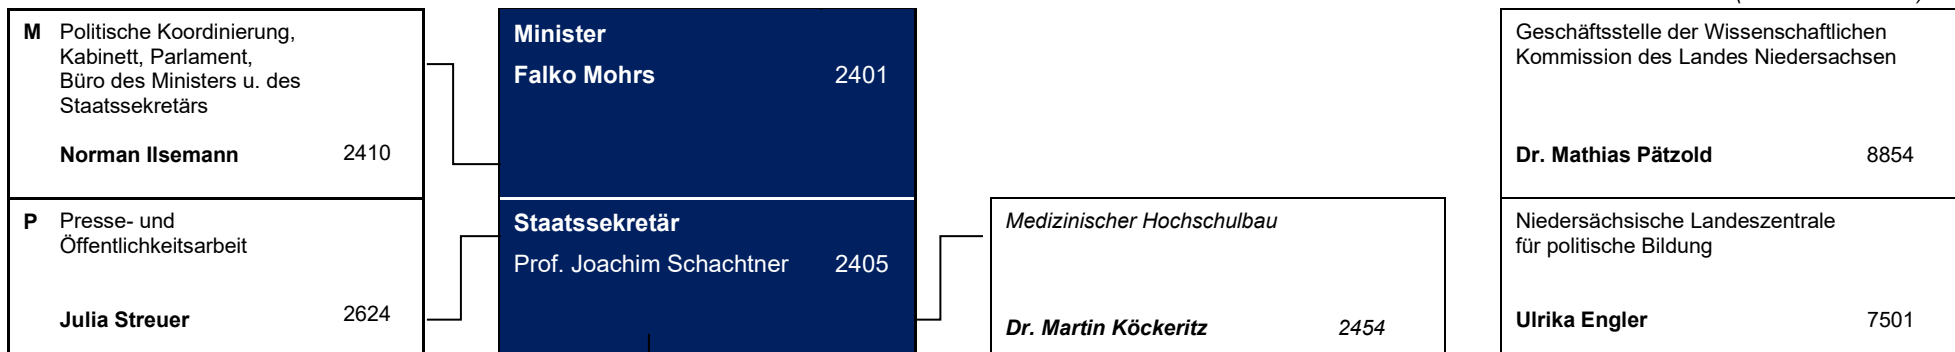 M Politische Koordinierung,
Kabinett, Parlament,
Büro des Ministers u. des
Staatssekretärs
Norman Ilsemann 2410
P Presse- und
Öffentlichkeitsarbeit
Julia Streuer 2624
Minister
Falko Mohrs 2401
Staatssekretär
Prof. Joachim Schachtner 2405
Medizinischer Hochschulbau
Dr. Martin Köckeritz 2454
Geschäftsstelle der Wissenschaftlichen
Kommission des Landes Niedersachsen
Dr. Mathias Pätzold 8854
Niedersächsische Landeszentrale
für politische Bildung
Ulrika Engler 7501